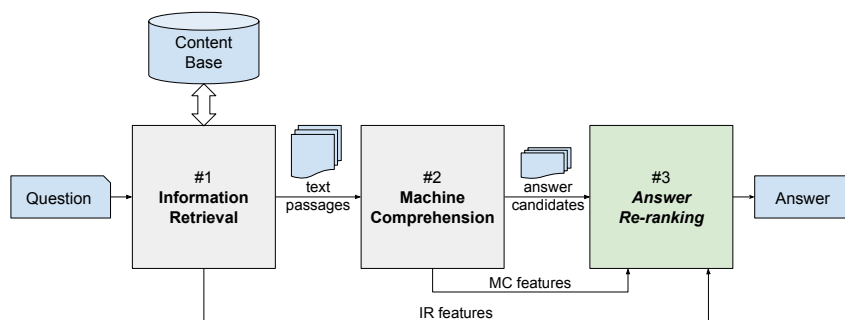 Content
Base
Question
#1
Information
Retrieval
text
passages
#2
Machine
Comprehension
answer
candidates
#3
Answer
Re-ranking
Answer
MC features
IR features